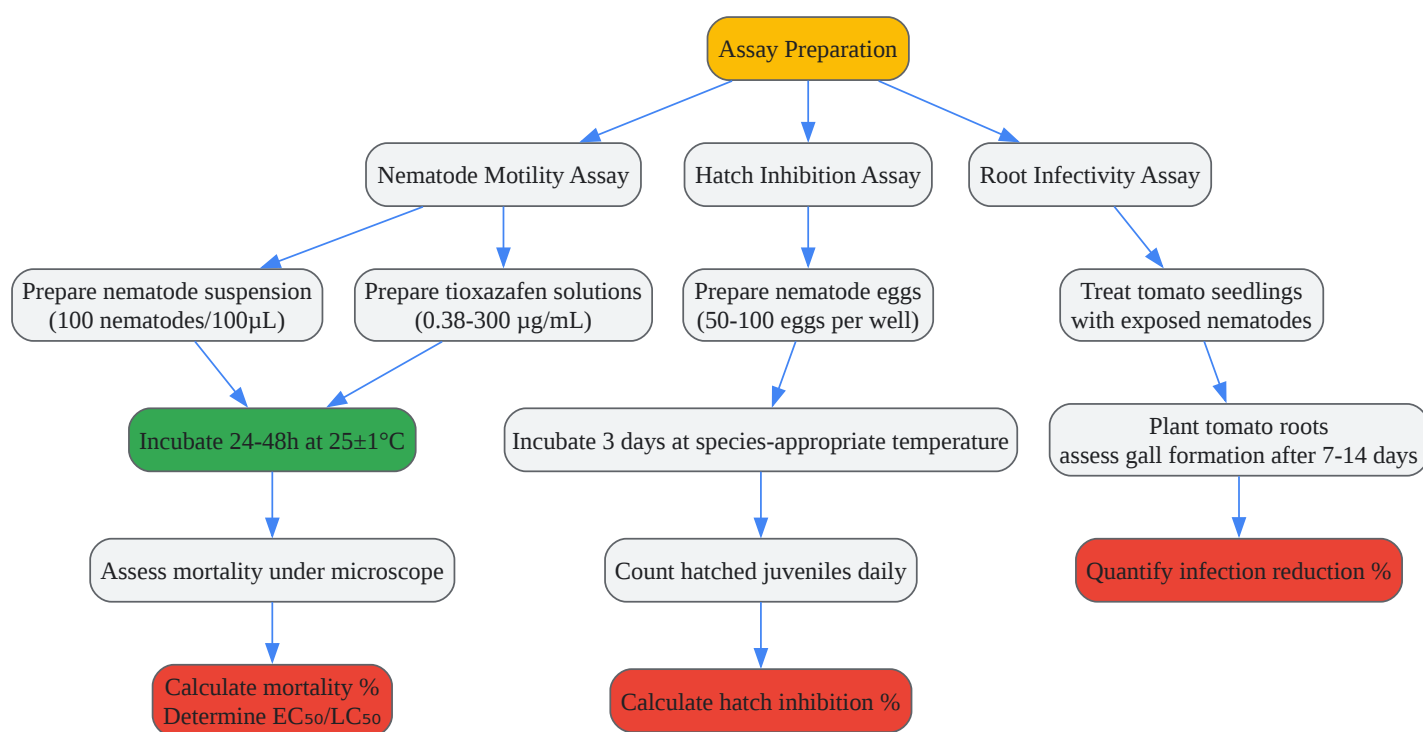 Assay Preparation
Nematode Motility Assay
Hatch Inhibition Assay
Root Infectivity Assay
Prepare nematode suspension
(100 nematodes/100µL)
Prepare tioxazafen solutions
(0.38-300 µg/mL)
Prepare nematode eggs
(50-100 eggs per well)
Treat tomato seedlings
with exposed nematodes
Incubate 24-48h at 25±1°C
Incubate 3 days at species-appropriate temperature
Plant tomato roots
assess gall formation after 7-14 days
Assess mortality under microscope
Count hatched juveniles daily
Quantify infection reduction %
Calculate mortality %
Determine EC₅₀/LC₅₀
Calculate hatch inhibition %